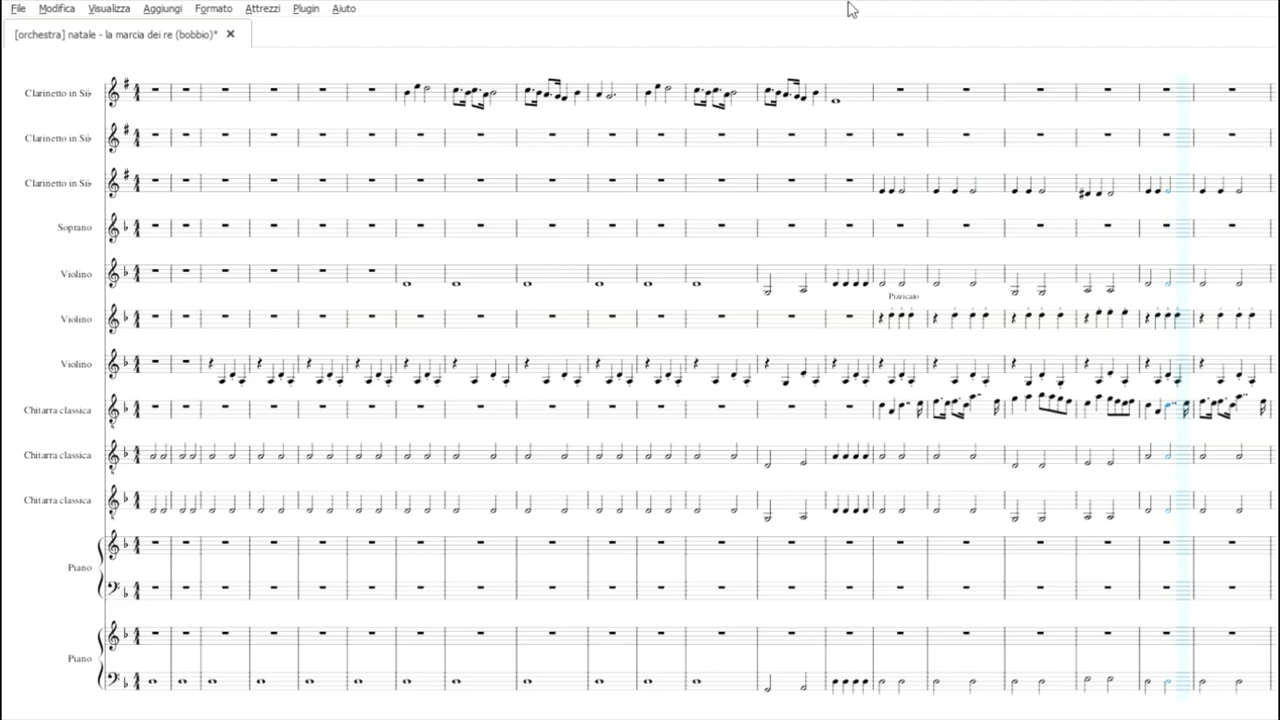 File Modifica Visualizza Aggiungi Formato Attrezzi Plugin Aiuto
[orchestra] natale - la marcia dei re (bobbio)*
Clarinetto in Si♭
Clarinetto in Si♭
Clarinetto in Si♭
Soprano
Violino
Pizzicato
Violino
Violino
Chitarra classica
Chitarra classica
Chitarra classica
Piano
Piano